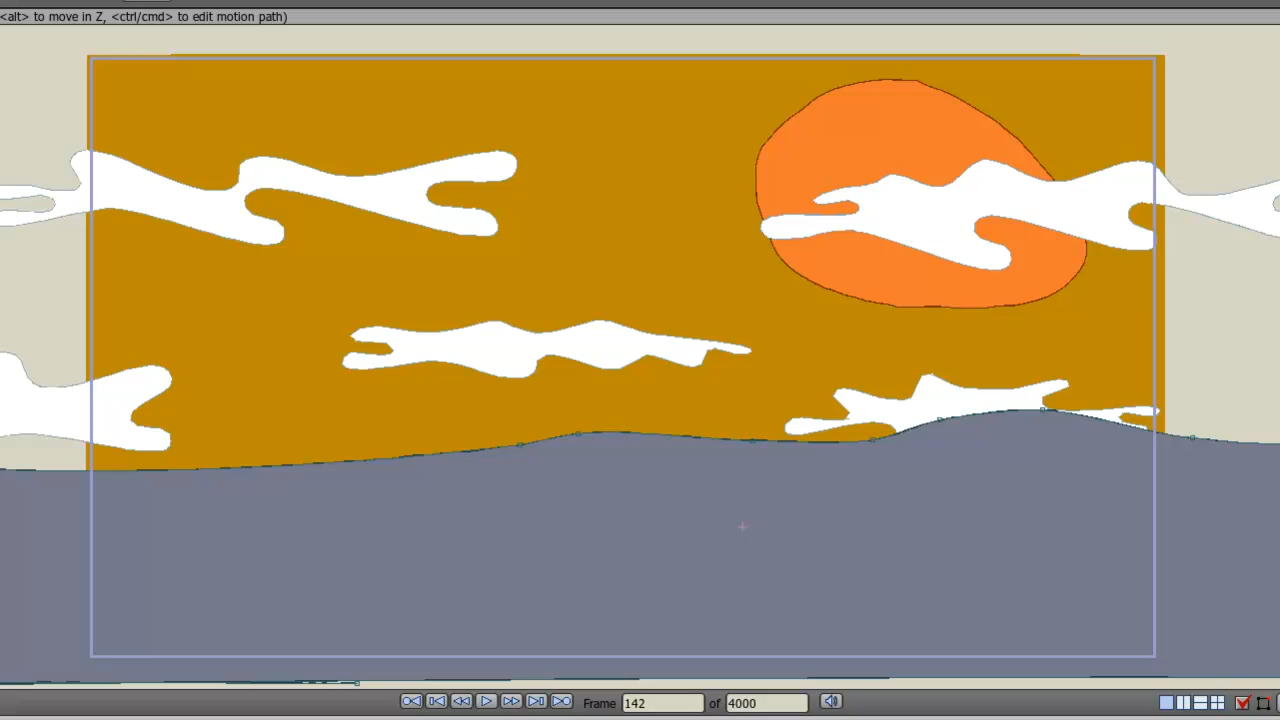 <alt> to move in Z, <ctrl/cmd> to edit motion path)
Frame 142 of 4000